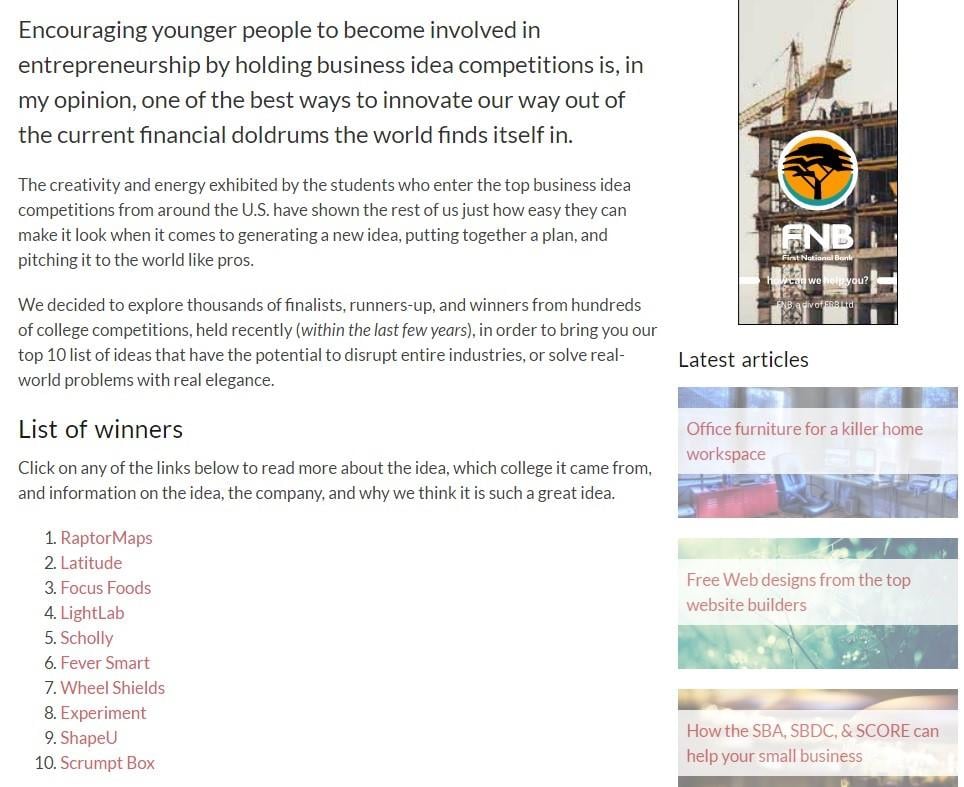 Encouraging younger people to become involved in
entrepreneurship by holding business idea competitions is, in
my opinion, one of the best ways to innovate our way out of
the current financial doldrums the world finds itself in.
The creativity and energy exhibited by the students who enter the top business idea
competitions from around the U.S. have shown the rest of us just how easy they can
make it look when it comes to generating a new idea, putting together a plan, and
pitching it to the world like pros.
We decided to explore thousands of finalists, runners-up, and winners from hundreds
of college competitions, held recently (within the last few years), in order to bring you our
top 10 list of ideas that have the potential to disrupt entire industries, or solve real-
world problems with real elegance.
List of winners
Click on any of the links below to read more about the idea, which college it came from,
and information on the idea, the company, and why we think it is such a great idea.
1. RaptorMaps
2. Latitude
3. Focus Foods
4. LightLab
5. Scholly
6. Fever Smart
7. Wheel Shields
8. Experiment
9. ShapeU
10. Scrumpt Box
FNB
First National Bank
how can we help you?
FNB, a div of FRB Ltd.
Latest articles
Office furniture for a killer home
workspace
Free Web designs from the top
website builders
How the SBA, SBDC, & SCORE can
help your small business